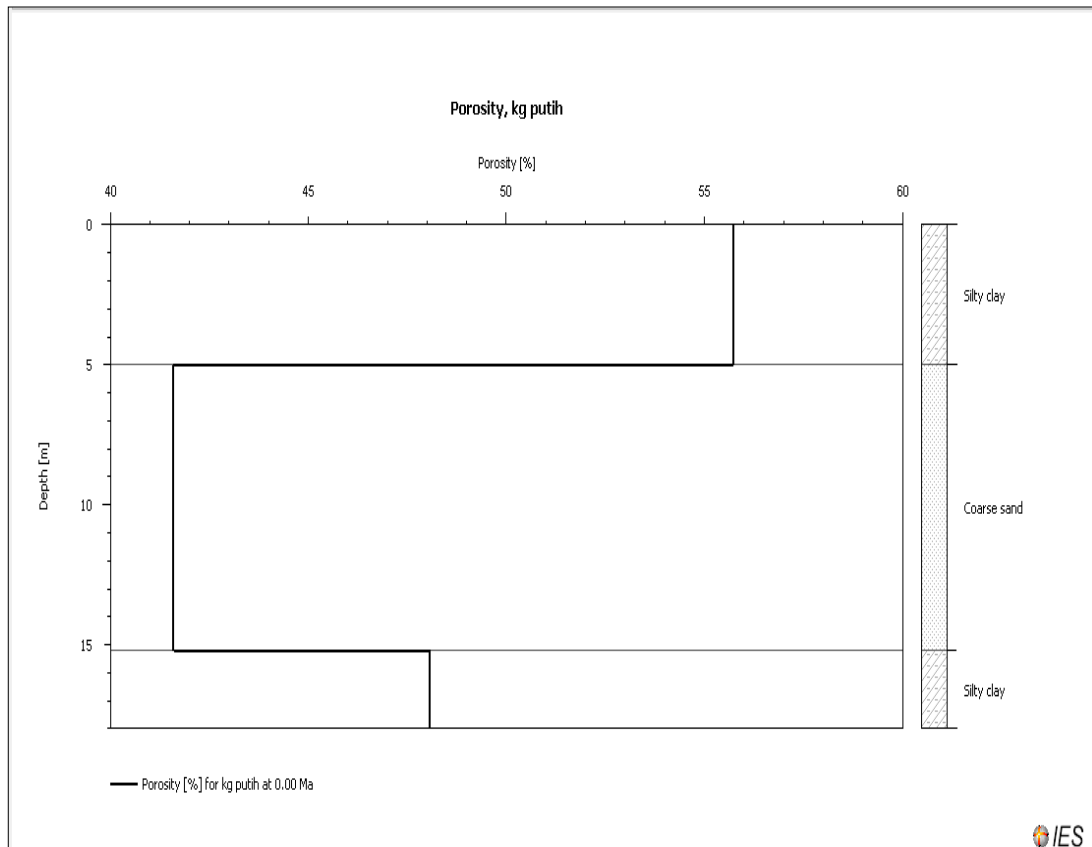 Porosity, kg putih
Porosity [%]
40 45 50 55 60
0
5
10
15
Depth [m]
Silty clay
Coarse sand
Silty clay
Porosity [%] for kg putih at 0.00 Ma
IES